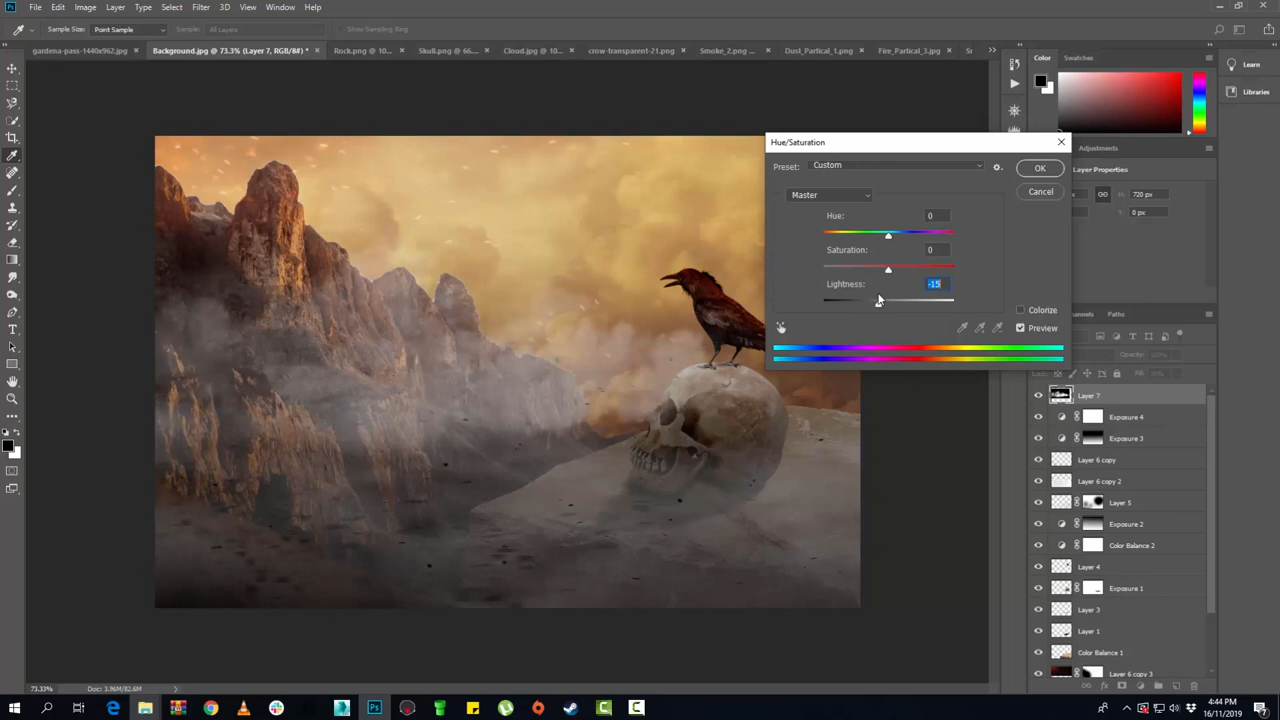 Ps File Edit Image Layer Type Select Filter 3D View Window Help
Sample Size: Point Sample Sample: All Layers Show Sampling Ring
gardena-pass-1440x962.jpg × Background.jpg @ 73.3% (Layer 7, RGB/8#) * × Rock.png @ 10... × Skull.png @ 66.... × Cloud.jpg @ 10... × crow-transparent-21.png × Smoke_2.png ... × Dust_Partical_1.png × Fire_Partical_3.jpg ×
Color Swatches
Learn
Libraries
Adjustments
Layer Properties
720 px
0 px
Hue/Saturation
Preset: Custom
OK
Cancel
Master
Hue: 0
Saturation: 0
Lightness: -15
Colorize
Preview
Paths
Opacity:
Lock:
Fill:
Layer 7
Exposure 4
Exposure 3
Layer 6 copy
Layer 6 copy 2
Layer 5
Exposure 2
Color Balance 2
Layer 4
Exposure 1
Layer 3
Layer 1
Color Balance 1
Layer 6 copy 3
73.33% Doc: 3.96M/82.6M
4:44 PM
16/11/2019